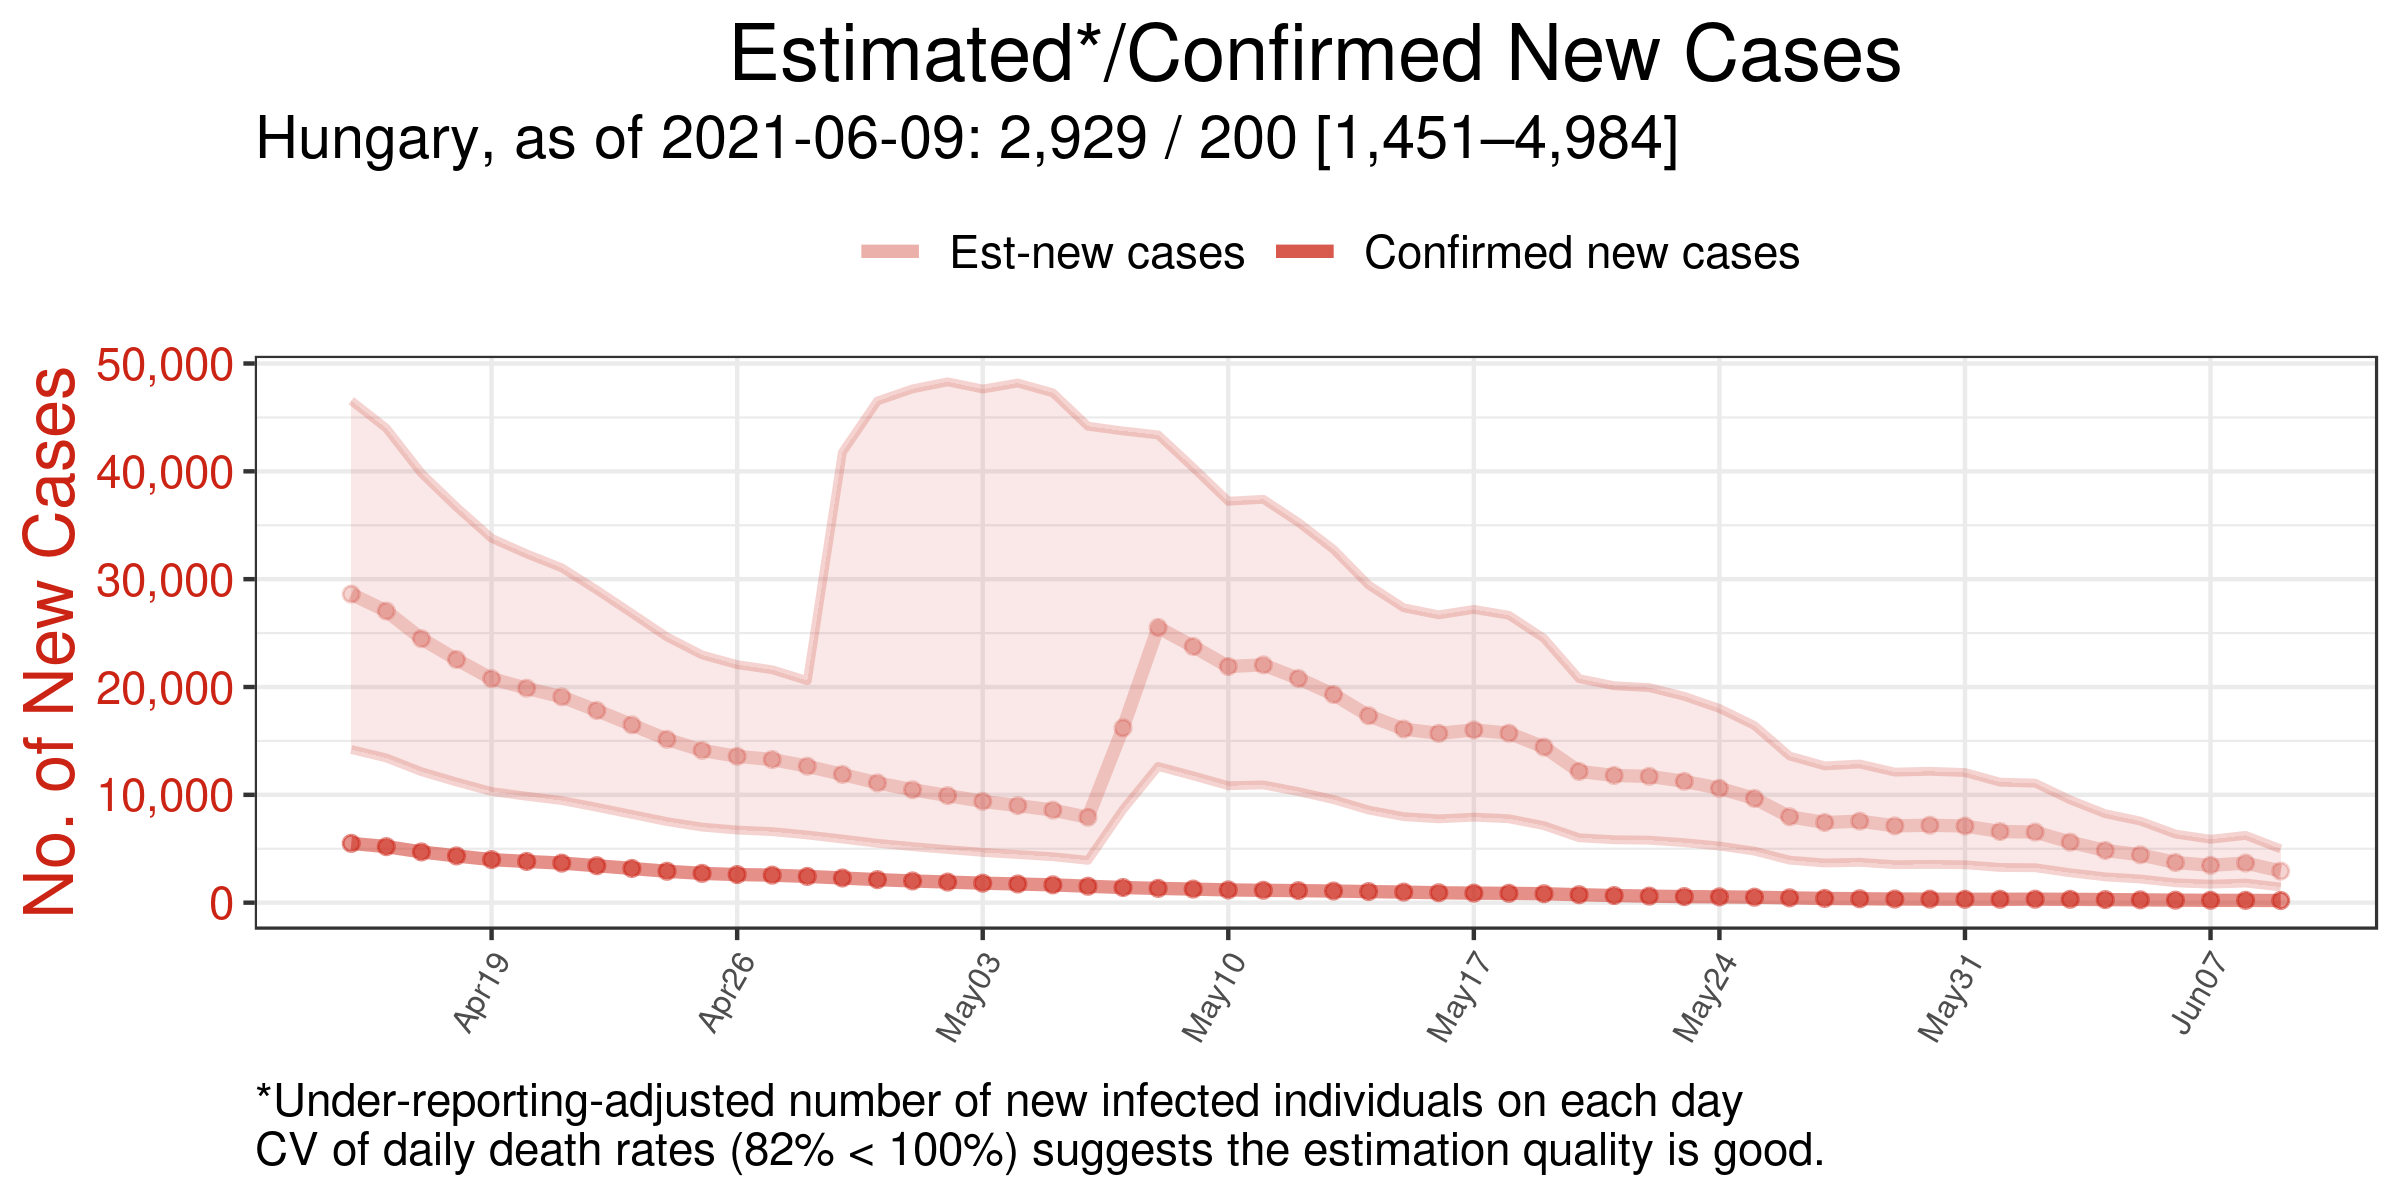 Estimated*/Confirmed New Cases
Hungary, as of 2021-06-09: 2,929 / 200 [1,451–4,984]
Est-new cases
Confirmed new cases
No. of New Cases
50,000
40,000
30,000
20,000
10,000
0
Apr19
Apr26
May03
May10
May17
May24
May31
Jun07
*Under-reporting-adjusted number of new infected individuals on each day
CV of daily death rates (82% < 100%) suggests the estimation quality is good.